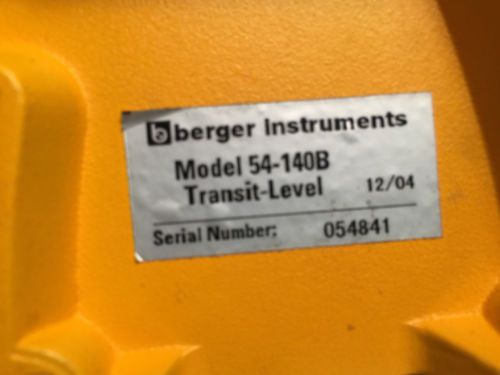 b berger Instruments
Model 54-140B
Transit-Level 12/04
Serial Number: 054841